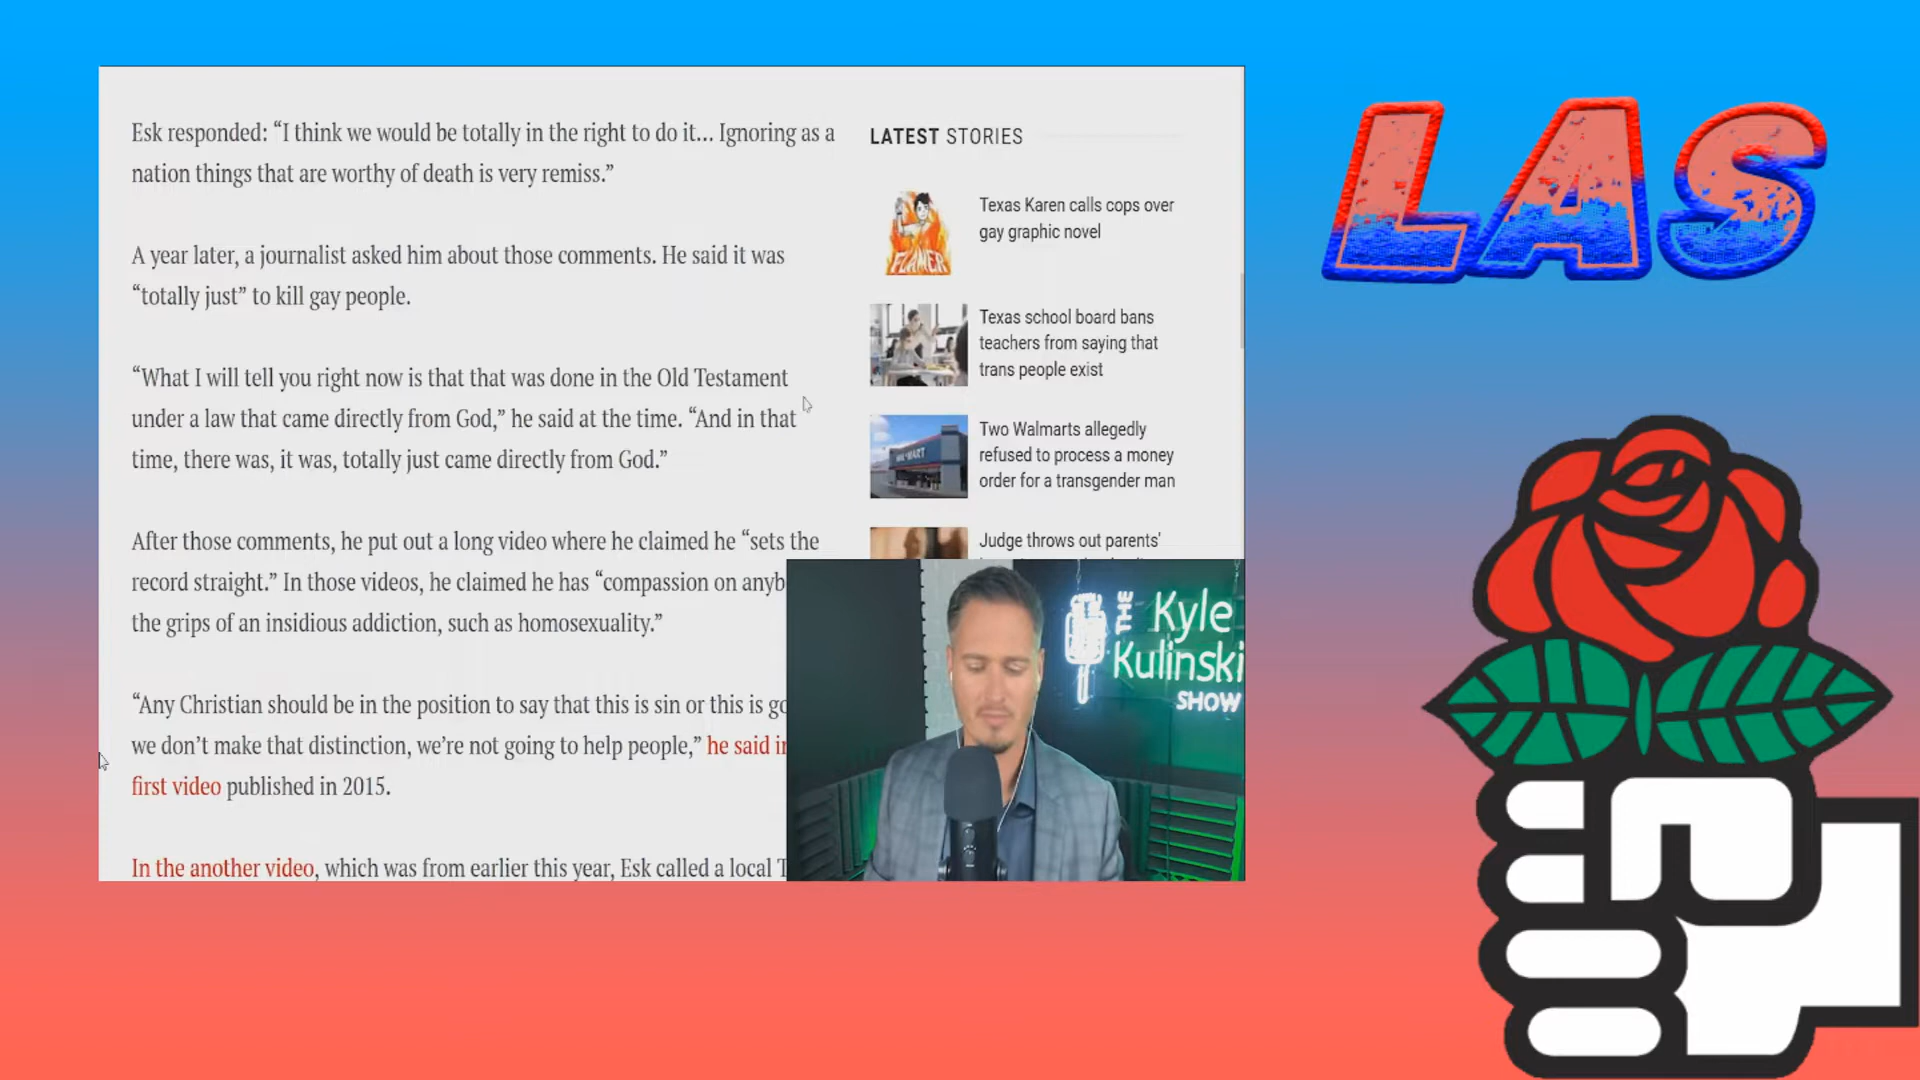 Esk responded: “I think we would be totally in the right to do it… Ignoring as a
nation things that are worthy of death is very remiss.”
A year later, a journalist asked him about those comments. He said it was
“totally just” to kill gay people.
“What I will tell you right now is that that was done in the Old Testament
under a law that came directly from God,” he said at the time. “And in that
time, there was, it was, totally just came directly from God.”
After those comments, he put out a long video where he claimed he “sets the
record straight.” In those videos, he claimed he has “compassion on anyb
the grips of an insidious addiction, such as homosexuality.”
“Any Christian should be in the position to say that this is sin or this is go
we don’t make that distinction, we’re not going to help people,” he said in
first video published in 2015.
In the another video, which was from earlier this year, Esk called a local T
LATEST STORIES
FLAMER
Texas Karen calls cops over
gay graphic novel
Texas school board bans
teachers from saying that
trans people exist
WAL*MART
Two Walmarts allegedly
refused to process a money
order for a transgender man
Judge throws out parents’
THE
Kyle
Kulinski
SHOW
LAS